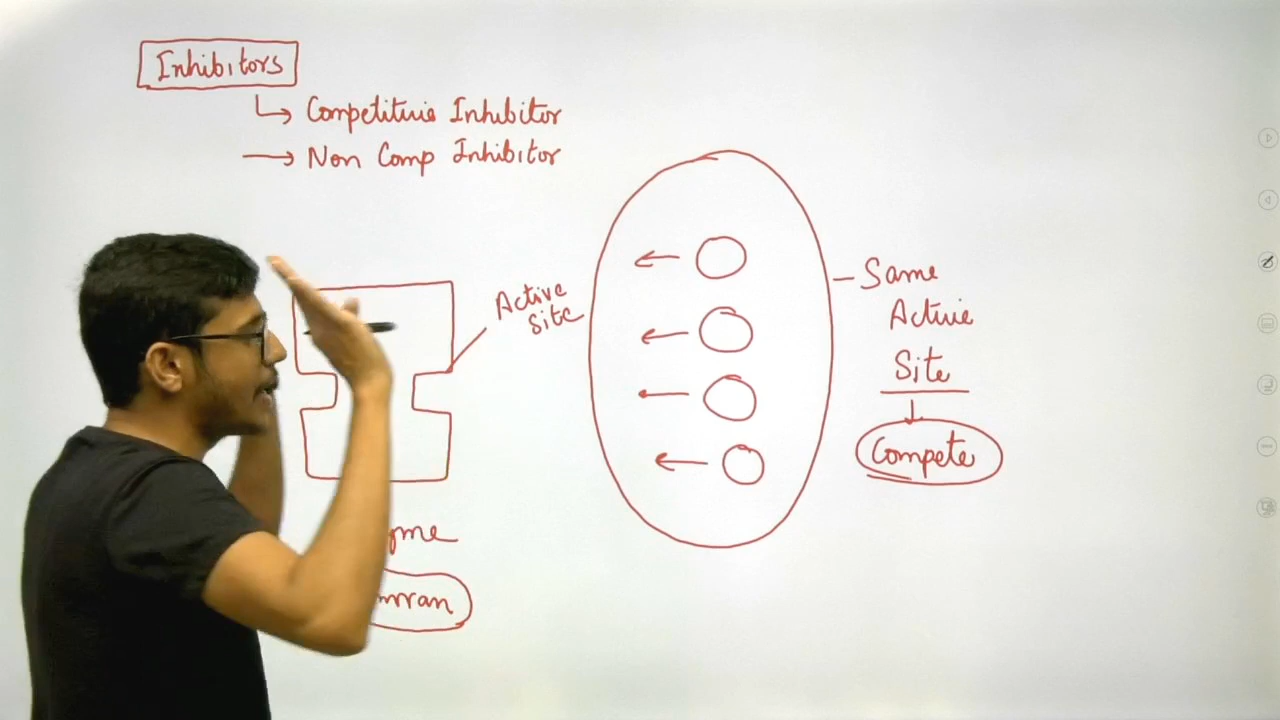 Inhibitors
Competitive Inhibitor
Non Comp Inhibitor
Active
Site
Same
Active
Site
Compete